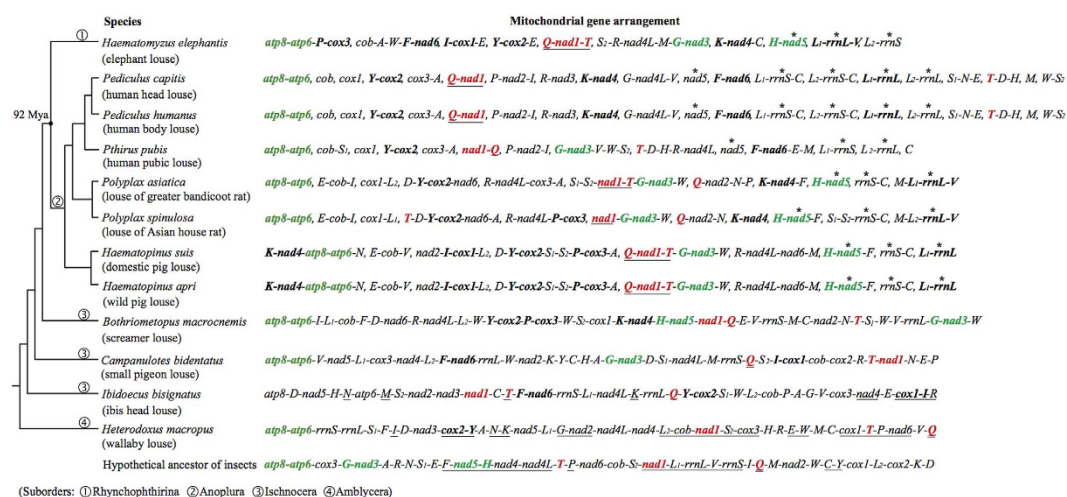 Species Mitochondrial gene arrangement
① Haematomyzus elephantis atp8-atp6-P-cox3, cob-A-W-F-nad6, I-cox1-E, Y-cox2-E, Q-nad1-T, S₂-R-nad4L-M-G-nad3, K-nad4-C, H-nad5, L₁-rrnL-V, L₂-rrnS
(elephant louse)
Pediculus capitis atp8-atp6, cob, cox1, Y-cox2, cox3-A, Q-nad1, P-nad2-I, R-nad3, K-nad4, G-nad4L-V, nad5, F-nad6, L₁-rrnS-C, L₂-rrnS-C, L₁-rrnL, L₂-rrnL, S₁-N-E, T-D-H, M, W-S₂
(human head louse)
92 Mya
Pediculus humanus atp8-atp6, cob, cox1, Y-cox2, cox3-A, Q-nad1, P-nad2-I, R-nad3, K-nad4, G-nad4L-V, nad5, F-nad6, L₁-rrnS-C, L₂-rrnS-C, L₁-rrnL, L₂-rrnL, S₁-N-E, T-D-H, M, W-S₂
(human body louse)
Pthirus pubis atp8-atp6, cob-S₁, cox1, Y-cox2, cox3-A, nad1-Q, P-nad2-I, G-nad3-V-W-S₂, T-D-H-R-nad4L, nad5, F-nad6-E-M, L₁-rrnS, L₂-rrnL, C
(human pubic louse)
Polyplax asiatica atp8-atp6, E-cob-I, cox1-L₂, D-Y-cox2-nad6, R-nad4L-cox3-A, S₁-S₂-nad1-T-G-nad3-W, Q-nad2-N-P, K-nad4-F, H-nad5, rrnS-C, M-L₁-rrnL-V
(louse of greater bandicoot rat)
②
Polyplax spinulosa atp8-atp6, E-cob-I, cox1-L₁, T-D-Y-cox2-nad6-A, R-nad4L-P-cox3, nad1-G-nad3-W, Q-nad2-N, K-nad4, H-nad5-F, S₁-S₂-rrnS-C, M-L₂-rrnL-V
(louse of Asian house rat)
Haematopinus suis K-nad4-atp8-atp6-N, E-cob-V, nad2-I-cox1-L₂, D-Y-cox2-S₁-S₂-P-cox3-A, Q-nad1-T-G-nad3-W, R-nad4L-nad6-M, H-nad5-F, rrnS-C, L₁-rrnL
(domestic pig louse)
Haematopinus apri K-nad4-atp8-atp6-N, E-cob-V, nad2-I-cox1-L₂, D-Y-cox2-S₁-S₂-P-cox3-A, Q-nad1-T-G-nad3-W, R-nad4L-nad6-M, H-nad5-F, rrnS-C, L₁-rrnL
(wild pig louse)
③ Bothriometopus macrocnemis atp8-atp6-I-L₁-cob-F-D-nad6-R-nad4L-L₂-W-Y-cox2-P-cox3-W-S₂-cox1-K-nad4-H-nad5-nad1-Q-E-V-rrnS-M-C-nad2-N-T-S₁-W-V-rrnL-G-nad3-W
(screamer louse)
③ Campanulotes bidentatus atp8-atp6-V-nad5-L₁-cox3-nad4-L₂-F-nad6-rrnL-W-nad2-K-Y-C-H-A-G-nad3-D-S₁-nad4L-M-rrnS-Q-S₂-I-cox1-cob-cox2-R-T-nad1-N-E-P
(small pigeon louse)
③ Ibidoecus bisignatus atp8-D-nad5-H-N-atp6-M-S₂-nad2-nad3-nad1-C-T-F-nad6-rrnS-L₁-nad4L-K-rrnL-Q-Y-cox2-S₁-W-L₂-cob-P-A-G-V-cox3-nad4-E-cox1-I-R
(ibis head louse)
④ Heterodoxus macropus atp8-atp6-rrnS-rrnL-S₁-F-I-D-nad3-cox2-Y-A-N-K-nad5-L₁-G-nad2-nad4L-nad4-L₂-cob-nad1-S₂-cox3-H-R-E-W-M-C-cox1-T-P-nad6-V-Q
(wallaby louse)
Hypothetical ancestor of insects atp8-atp6-cox3-G-nad3-A-R-N-S₁-E-F-nad5-H-nad4-nad4L-T-P-nad6-cob-S₂-nad1-L₁-rrnL-V-rrnS-I-Q-M-nad2-W-C-Y-cox1-L₂-cox2-K-D
(Suborders: ① Rhynchophthirina ② Anoplura ③ Ischnocera ④ Amblycera)